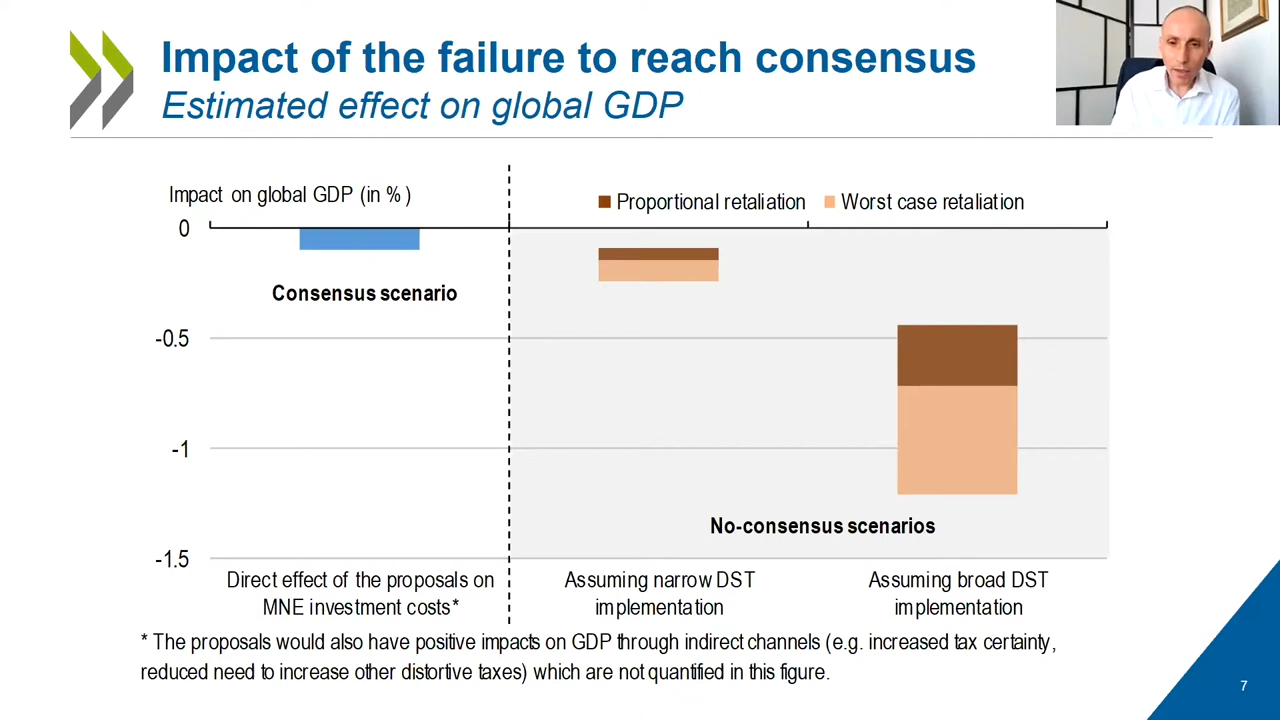 Impact of the failure to reach consensus
Estimated effect on global GDP
Impact on global GDP (in %)
Proportional retaliation
Worst case retaliation
0
Consensus scenario
-0.5
-1
No-consensus scenarios
-1.5
Direct effect of the proposals on
MNE investment costs*
Assuming narrow DST
implementation
Assuming broad DST
implementation
* The proposals would also have positive impacts on GDP through indirect channels (e.g. increased tax certainty,
reduced need to increase other distortive taxes) which are not quantified in this figure.
7